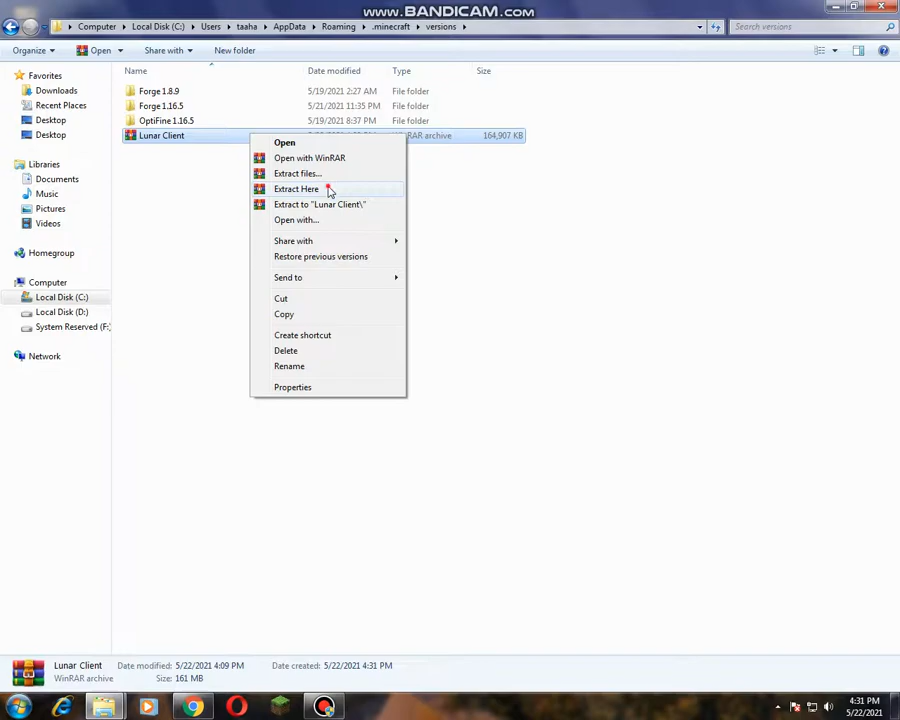 www.BANDICAM.com
Computer Local Disk (C:) Users taaha AppData Roaming .minecraft versions Search versions
Organize Open Share with New folder
Name Date modified Type Size
Favorites
Downloads
Recent Places
Desktop
Desktop
Libraries
Documents
Music
Pictures
Videos
Homegroup
Computer
Local Disk (C:)
Local Disk (D:)
System Reserved (F:)
Network
Forge 1.8.9 5/19/2021 2:27 AM File folder
Forge 1.16.5 5/21/2021 11:35 PM File folder
OptiFine 1.16.5 5/19/2021 8:37 PM File folder
Lunar Client archive 164,907 KB
Open
Open with WinRAR
Extract files...
Extract Here
Extract to "Lunar Client\"
Open with...
Share with
Restore previous versions
Send to
Cut
Copy
Create shortcut
Delete
Rename
Properties
Lunar Client Date modified: 5/22/2021 4:09 PM Date created: 5/22/2021 4:31 PM
WinRAR archive Size: 161 MB
4:31 PM
5/22/2021